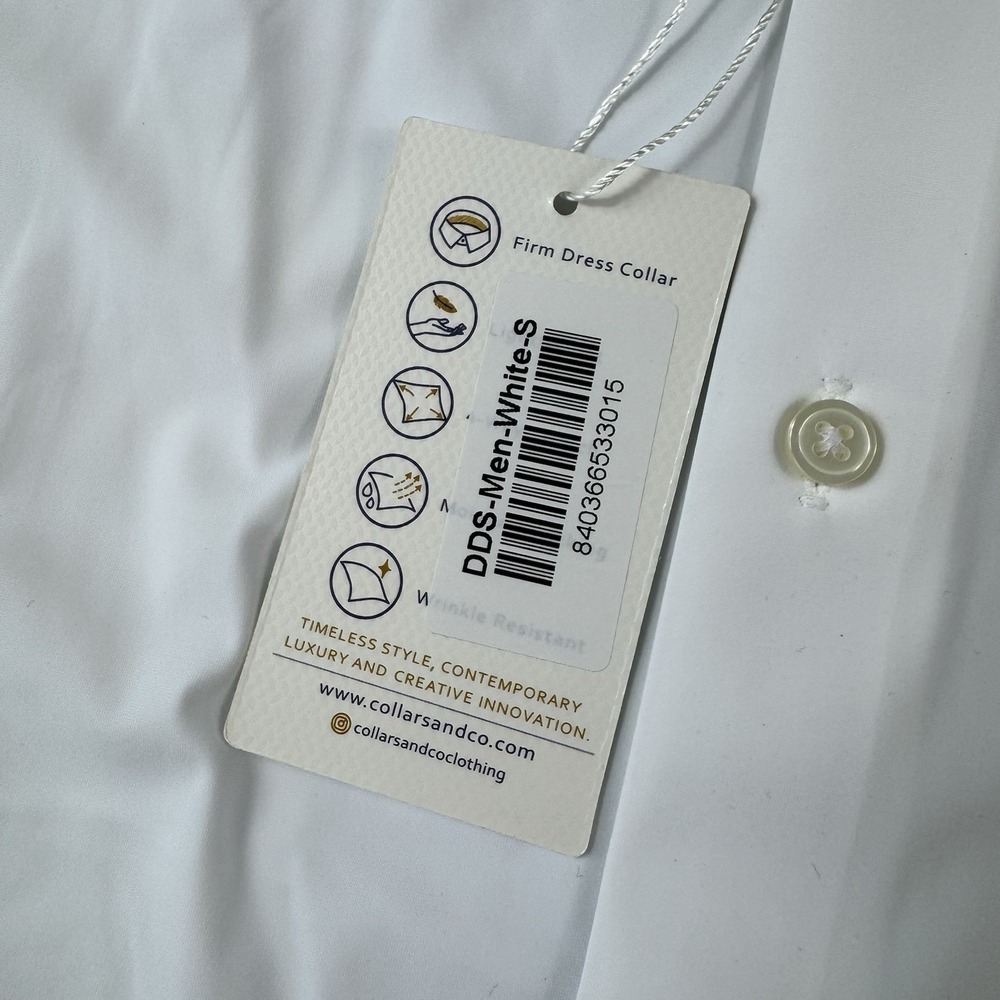 Firm Dress Collar
DDS-Men-White-S
840366533015
Wrinkle Resistant
TIMELESS STYLE, CONTEMPORARY
LUXURY AND CREATIVE INNOVATION.
www.collarsandco.com
collarsandcoclothing